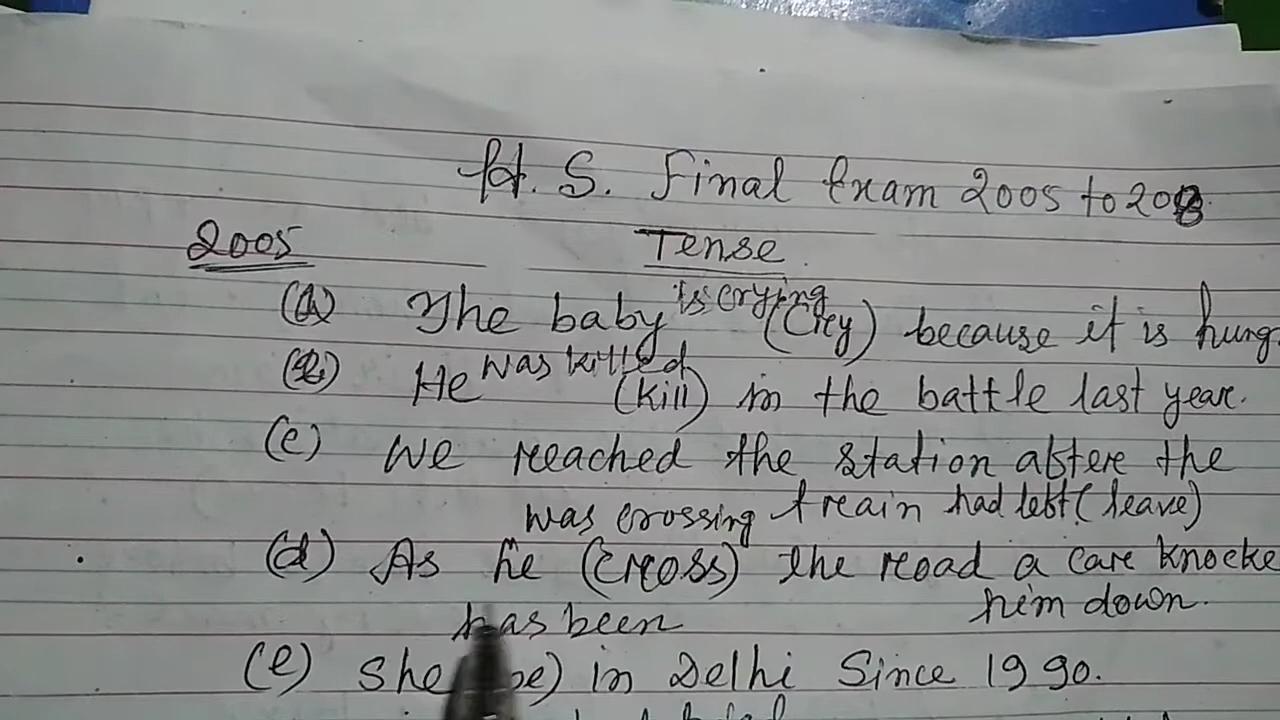 H. S. Final Exam 2005 to 2008
2005
Tense
is crying
(a) The baby (Cry) because it is hung
was killed
(b) He (kill) in the battle last year.
(c) We reached the station after the
train had left (leave)
was crossing
(d) As he (cross) the road a car knocke
him down.
has been
(e) She be) in Delhi Since 1990.